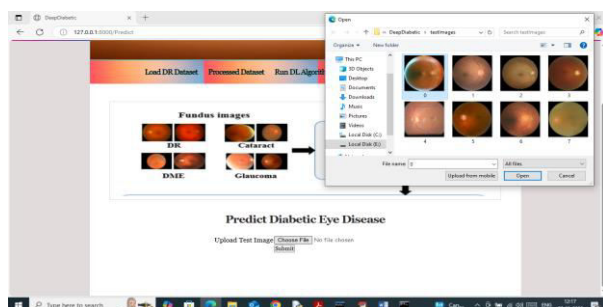 DeepDiabetic
127.0.0.1:8000/Predict
Load DR Dataset Processed Dataset Run DL Algorith
Fundus images
DR Cataract
DME Glaucoma
Predict Diabetic Eye Disease
Upload Test Image Choose File No file chosen
Submit
Open
DeepDiabetic › testImages
Search testImages
Organize New folder
This PC
3D Objects
Desktop
Documents
Downloads
Music
Pictures
Videos
Local Disk (C:)
Local Disk (E:)
0 1 2 3
4 5 6 7
File name: 0 All files
Upload from mobile Open Cancel
Type here to search
ENG 12:17